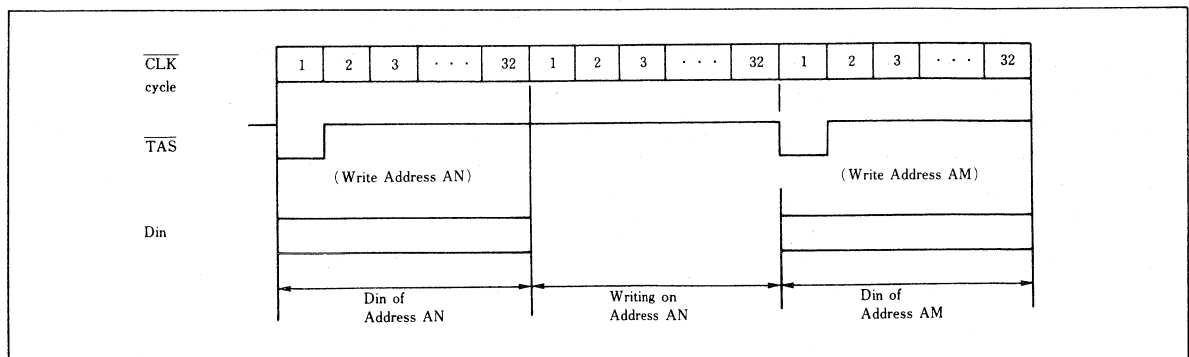 CLK 1 2 3 · · · 32 1 2 3 · · · 32 1 2 3 · · · 32
cycle
TAS
(Write Address AN) (Write Address AM)
Din
Din of Address AN
Writing on Address AN
Din of Address AM